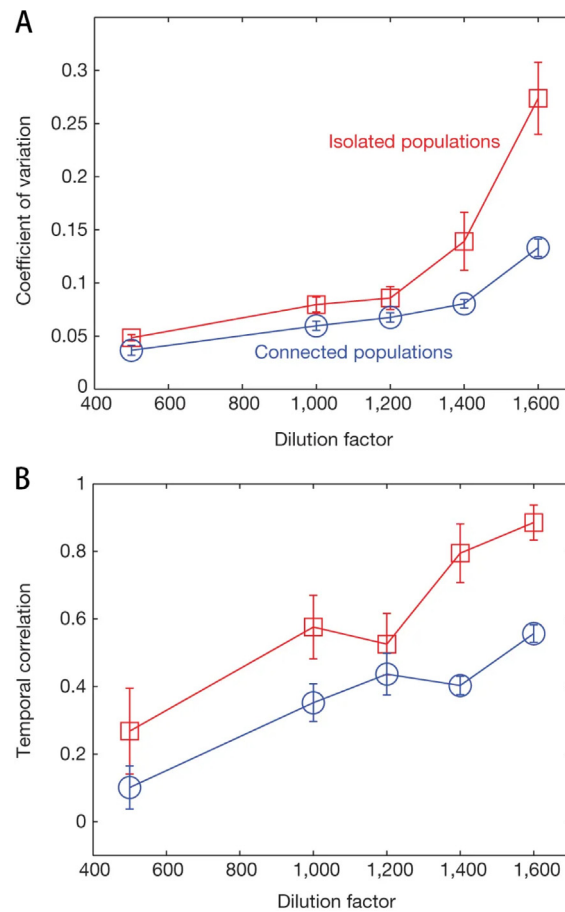 A
0.3
0.25
0.2
0.15
0.1
0.05
0
Coefficient of variation
Isolated populations
Connected populations
400 600 800 1,000 1,200 1,400 1,600
Dilution factor
B
1
0.8
0.6
0.4
0.2
0
Temporal correlation
400 600 800 1,000 1,200 1,400 1,600
Dilution factor